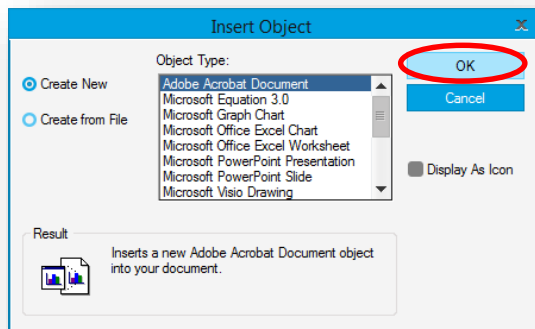 Insert Object
x
Object Type:
Create New
Create from File
Adobe Acrobat Document
Microsoft Equation 3.0
Microsoft Graph Chart
Microsoft Office Excel Chart
Microsoft Office Excel Worksheet
Microsoft PowerPoint Presentation
Microsoft PowerPoint Slide
Microsoft Visio Drawing
OK
Cancel
Display As Icon
Result
Inserts a new Adobe Acrobat Document object
into your document.